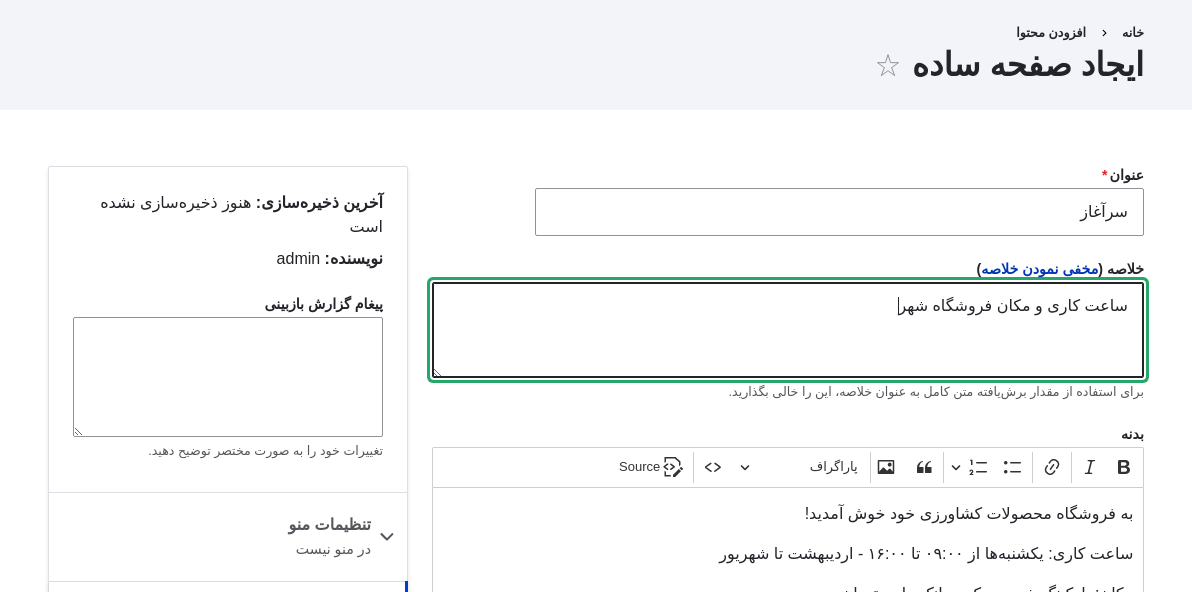 خانه › افزودن محتوا
ایجاد صفحه ساده ☆
عنوان *
سرآغاز
خلاصه (مخفی نمودن خلاصه)
ساعت کاری و مکان فروشگاه شهر
برای استفاده از مقدار برش‌یافته متن کامل به عنوان خلاصه، این را خالی بگذارید.
بدنه
پاراگراف
Source
به فروشگاه محصولات کشاورزی خود خوش آمدید!
ساعت کاری: یکشنبه‌ها از ۰۹:۰۰ تا ۱۶:۰۰ - اردیبهشت تا شهریور
آخرین ذخیره‌سازی: هنوز ذخیره‌سازی نشده
است
نویسنده: admin
پیغام گزارش بازبینی
تغییرات خود را به صورت مختصر توضیح دهید.
تنظیمات منو
در منو نیست